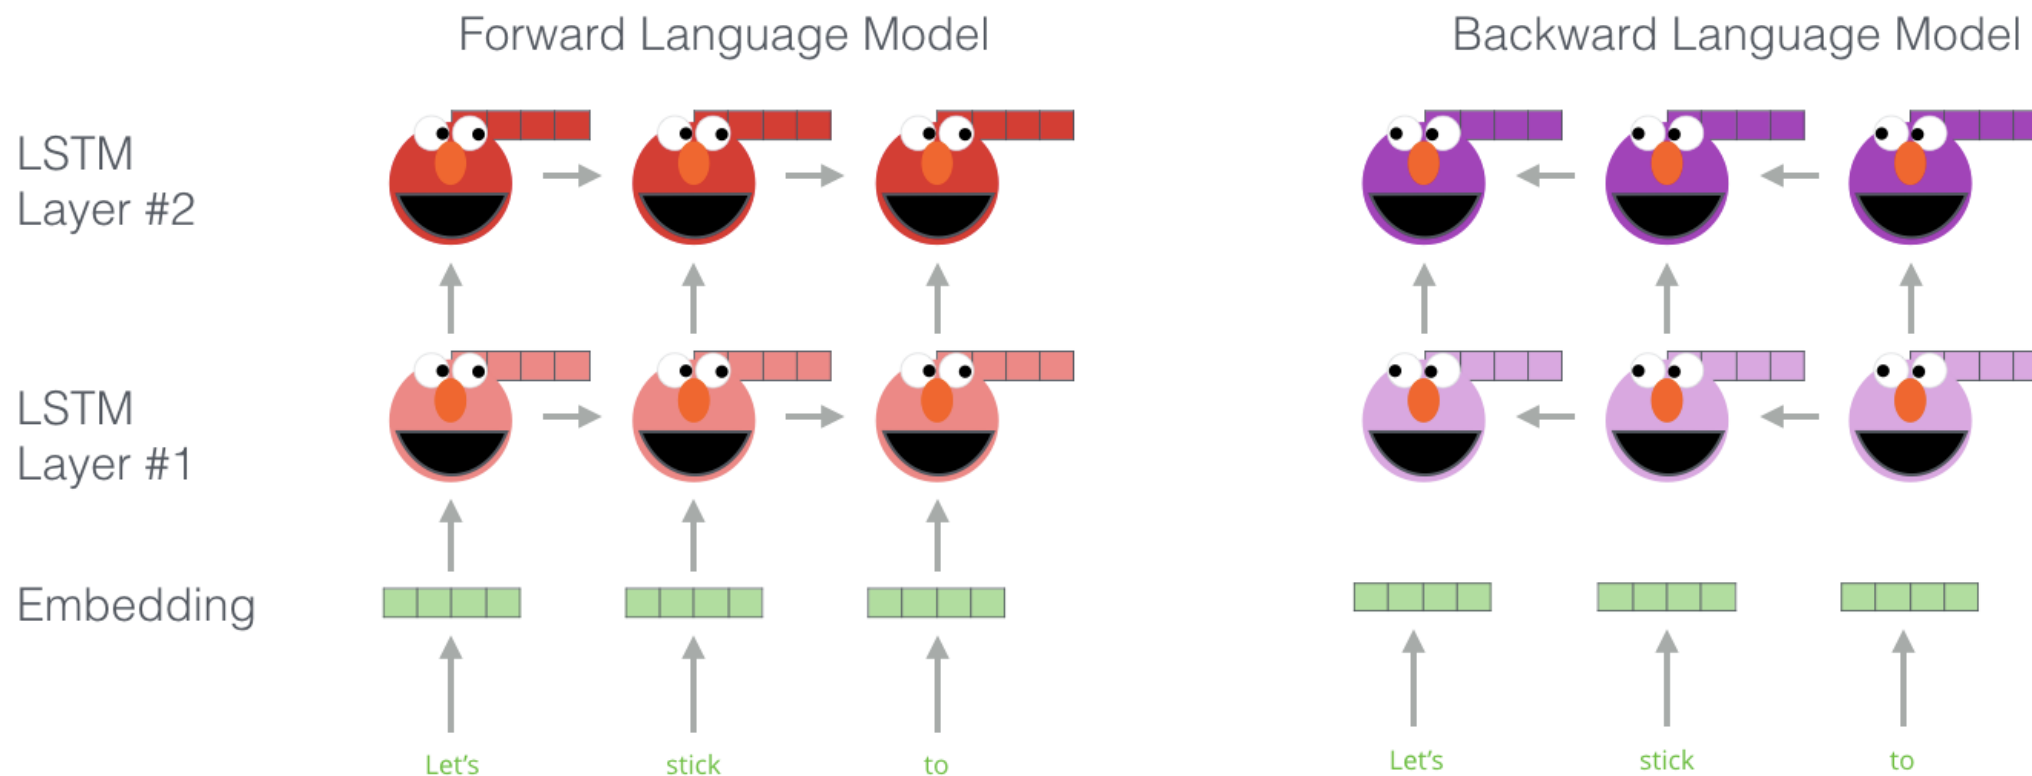 Forward Language Model
Backward Language Model
LSTM
Layer #2
LSTM
Layer #1
Embedding
Let's
stick
to
Let's
stick
to